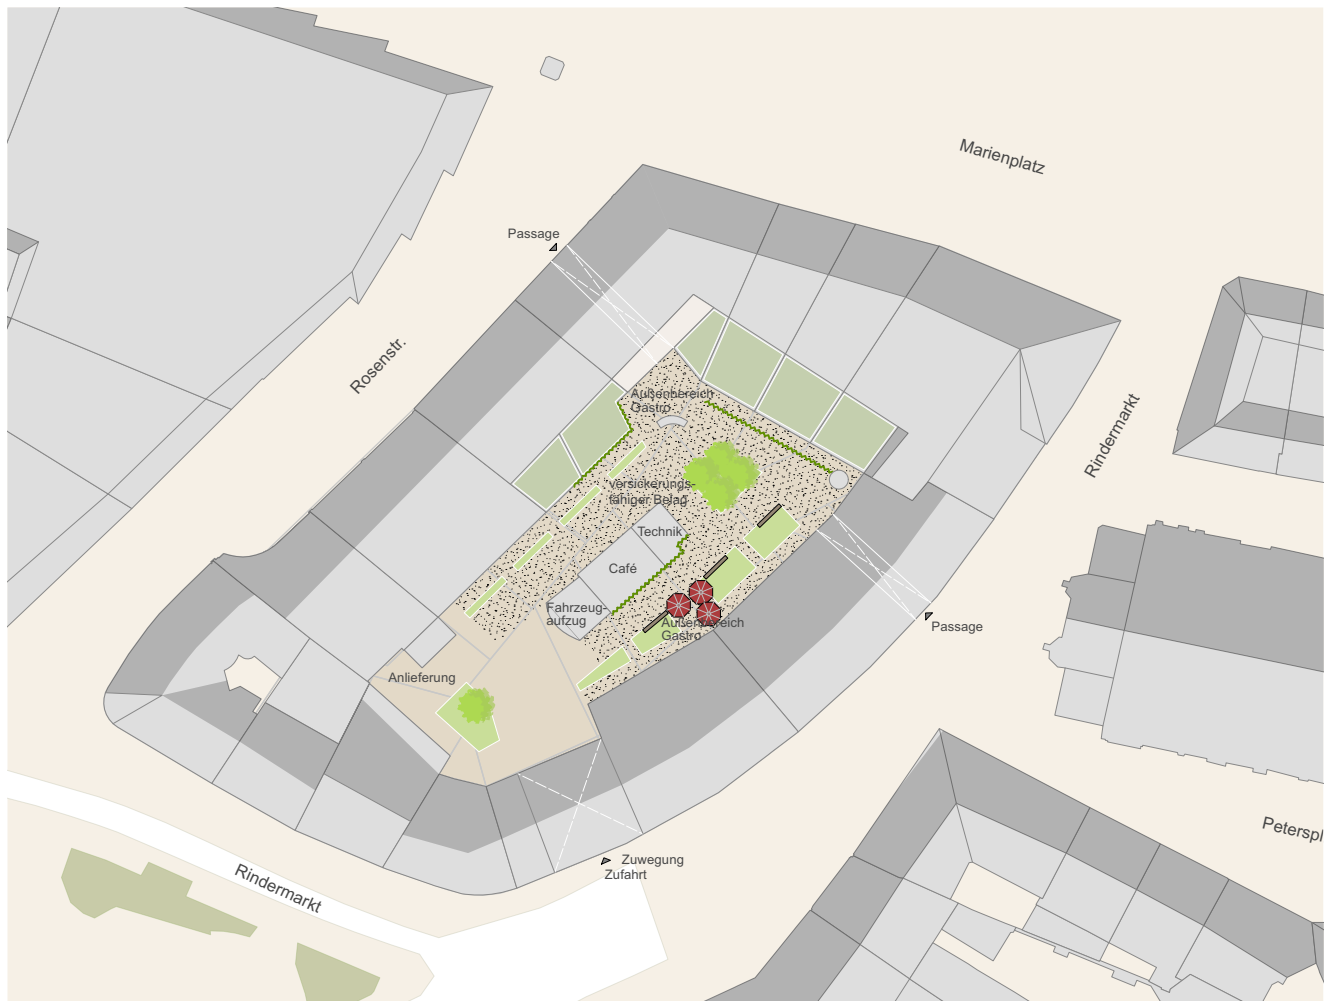 Marienplatz
Passage
Rosenstr.
Außenbereich
Gastro
Rindermarkt
versickerungs-
fähiger Belag
Technik
Café
Fahrzeug-
aufzug
Außenbereich
Gastro
Passage
Anlieferung
Peterspl
Zuwegung
Zufahrt
Rindermarkt